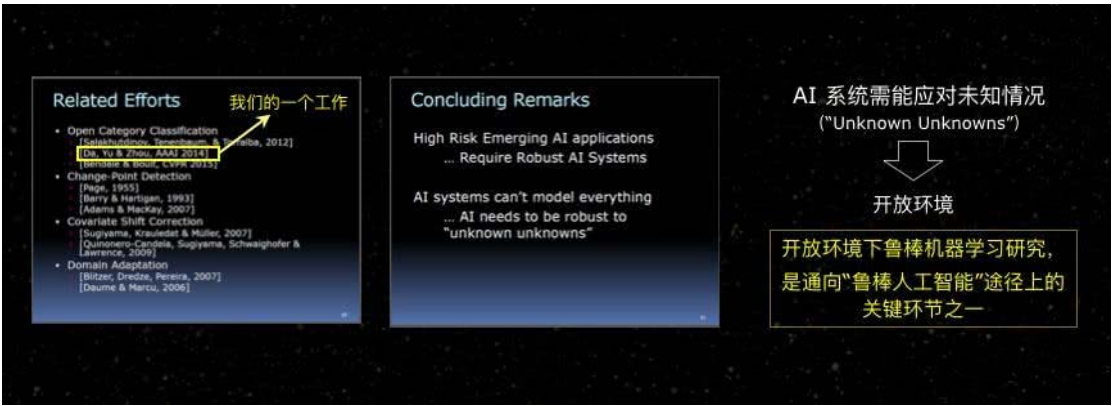 Related Efforts
我们的一个工作
• Open Category Classification
[Salakhutdinov, Tenenbaum, & Torralba, 2012]
[Da, Yu & Zhou, AAAI 2014]
[Bendale & Boult, CVPR 2015]
• Change-Point Detection
[Page, 1955]
[Barry & Hartigan, 1993]
[Adams & MacKay, 2007]
• Covariate Shift Correction
[Sugiyama, Krauledat & Müller, 2007]
[Quinonero-Candela, Sugiyama, Schwaighofer &
Lawrence, 2009]
• Domain Adaptation
[Blitzer, Dredze, Pereira, 2007]
[Daume & Marcu, 2006]
Concluding Remarks
High Risk Emerging AI applications
... Require Robust AI Systems
AI systems can't model everything
... AI needs to be robust to
"unknown unknowns"
AI 系统需能应对未知情况
("Unknown Unknowns")
开放环境
开放环境下鲁棒机器学习研究,
是通向“鲁棒人工智能”途径上的
关键环节之一